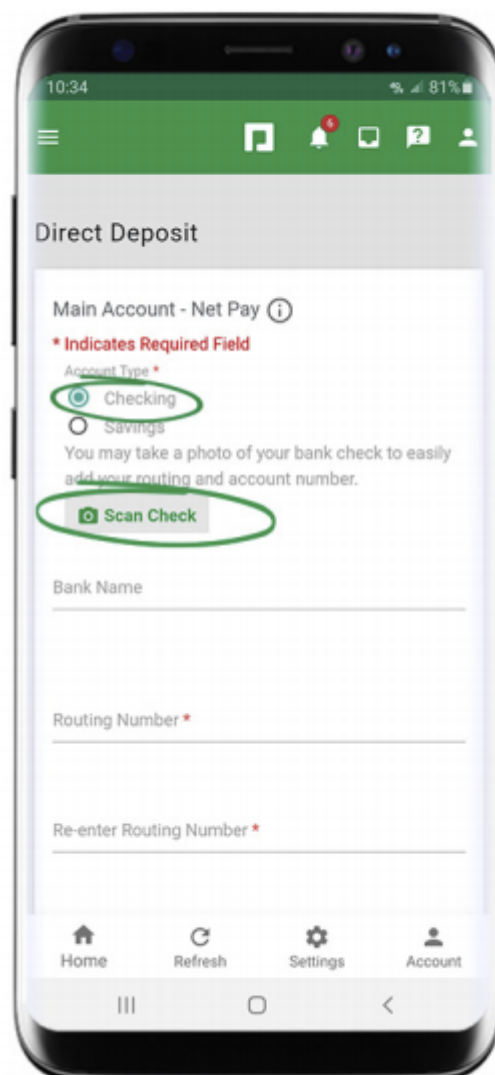 10:34
81%
6
Direct Deposit
Main Account - Net Pay
* Indicates Required Field
Account Type *
Checking
Savings
You may take a photo of your bank check to easily
add your routing and account number.
Scan Check
Bank Name
Routing Number *
Re-enter Routing Number *
Home Refresh Settings Account